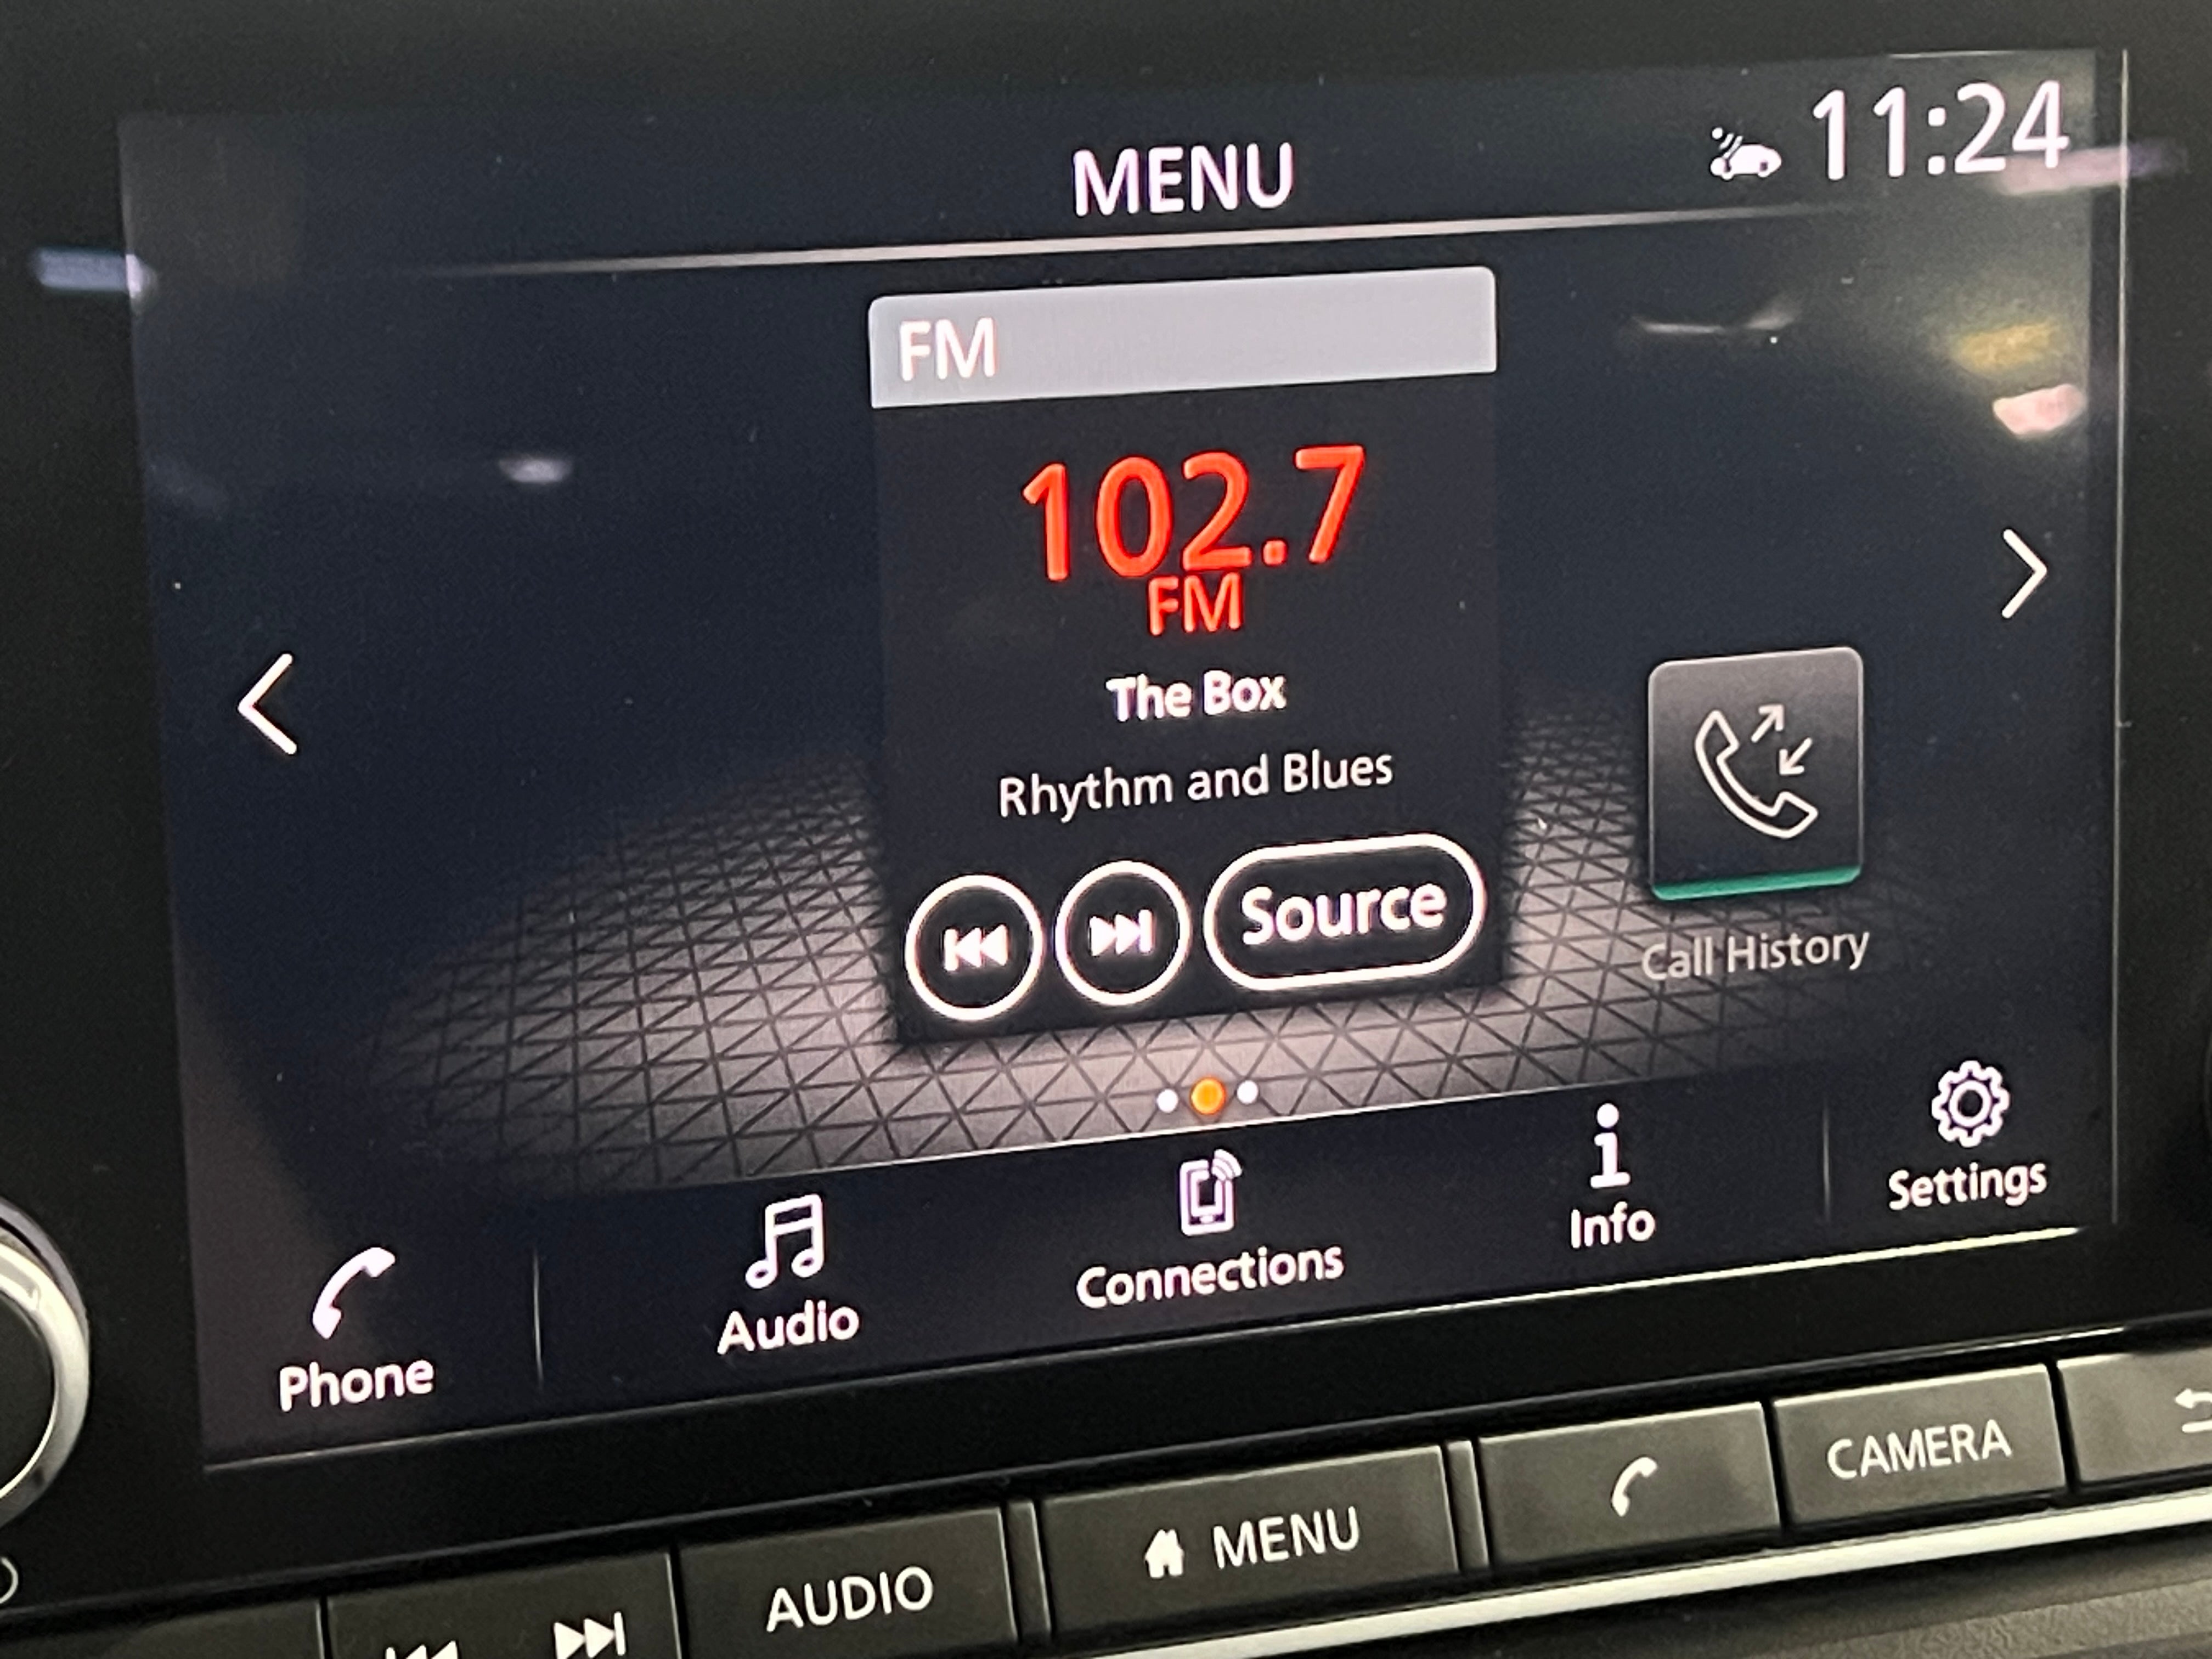 MENU
11:24
FM
102.7
FM
The Box
Rhythm and Blues
Source
Call History
Phone
Audio
Connections
Info
Settings
AUDIO
MENU
CAMERA